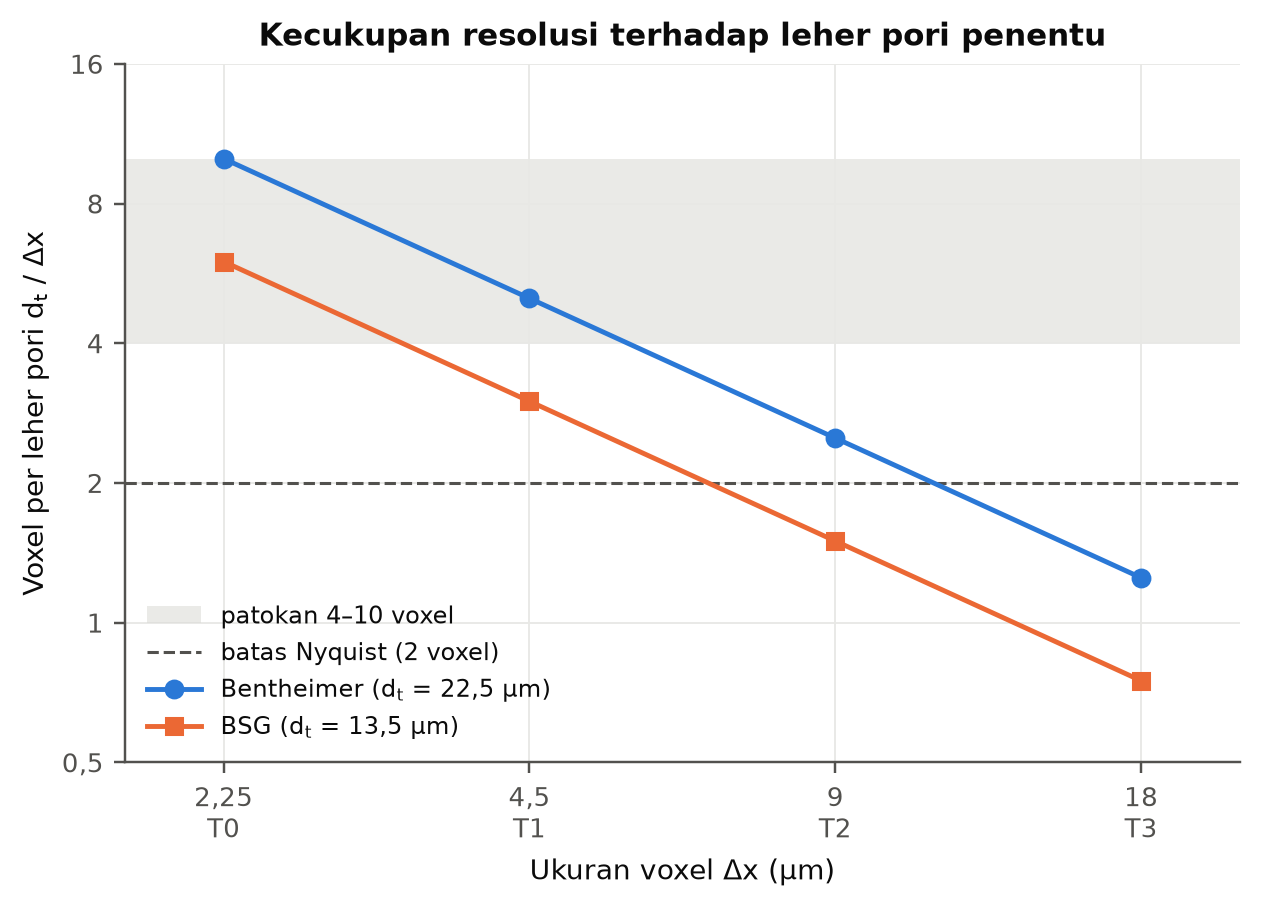 Kecukupan resolusi terhadap leher pori penentu
Voxel per leher pori dₜ / Δx
16
8
4
2
1
0,5
patokan 4–10 voxel
batas Nyquist (2 voxel)
Bentheimer (dₜ = 22,5 μm)
BSG (dₜ = 13,5 μm)
2,25 4,5 9 18
T0 T1 T2 T3
Ukuran voxel Δx (μm)